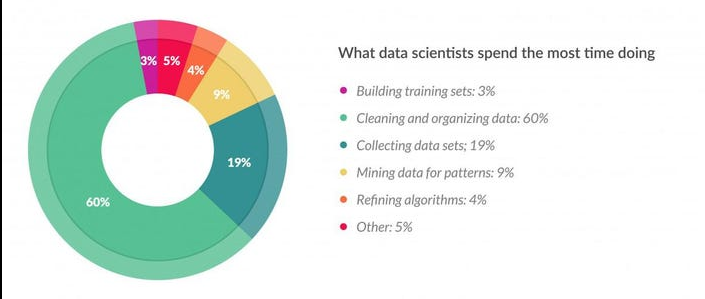 3%
5%
4%
9%
19%
60%
What data scientists spend the most time doing
Building training sets: 3%
Cleaning and organizing data: 60%
Collecting data sets; 19%
Mining data for patterns: 9%
Refining algorithms: 4%
Other: 5%